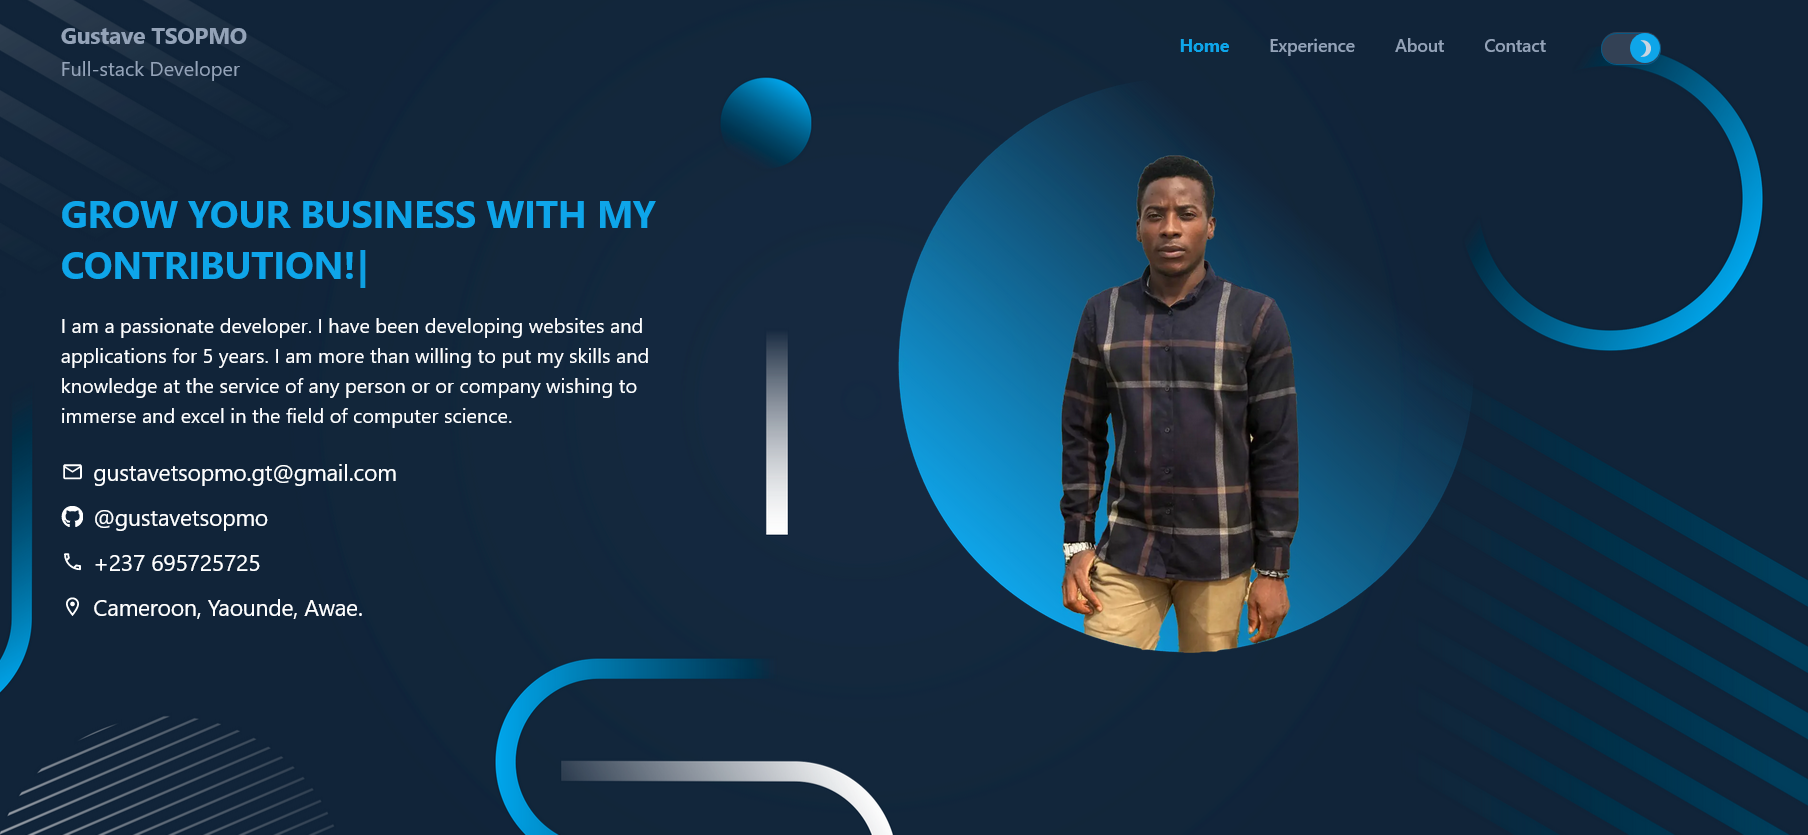 Gustave TSOPMO
Full-stack Developer
Home Experience About Contact
GROW YOUR BUSINESS WITH MY
CONTRIBUTION!|
I am a passionate developer. I have been developing websites and
applications for 5 years. I am more than willing to put my skills and
knowledge at the service of any person or or company wishing to
immerse and excel in the field of computer science.
gustavetsopmo.gt@gmail.com
@gustavetsopmo
+237 695725725
Cameroon, Yaounde, Awae.